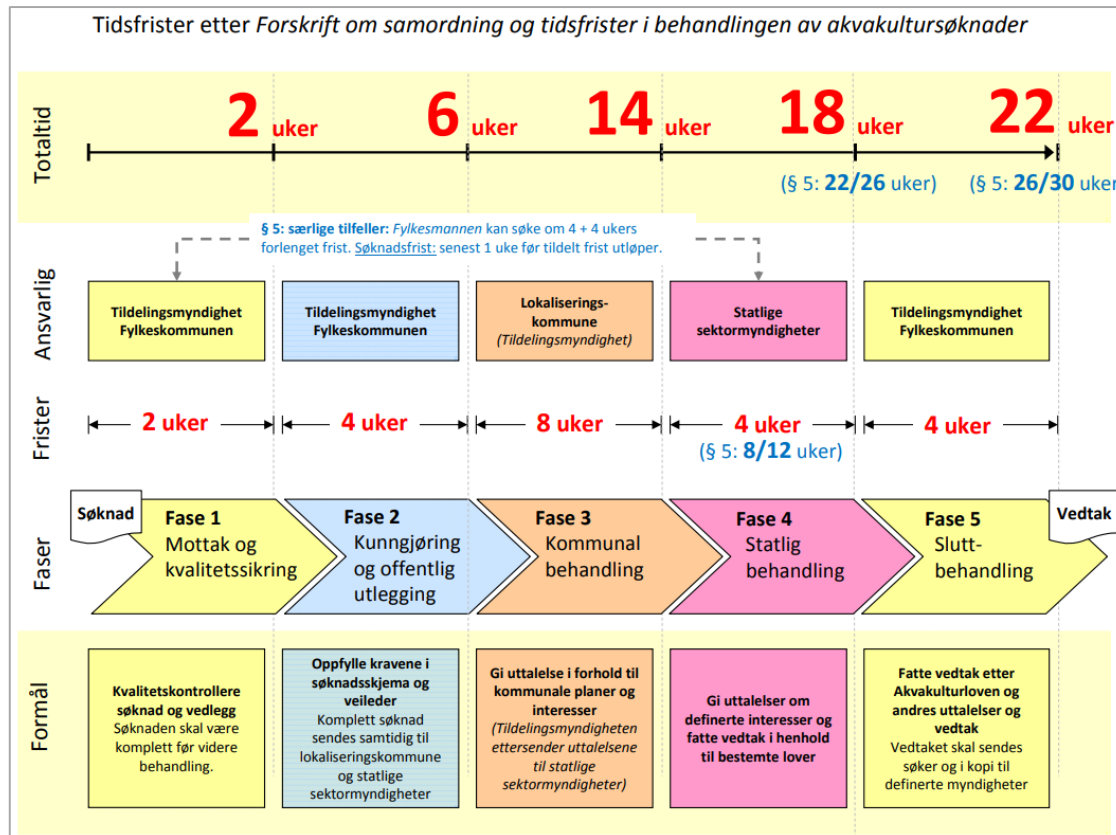 Tidsfrister etter Forskrift om samordning og tidsfrister i behandlingen av akvakultursøknader
Totaltid
2 uker
6 uker
14 uker
18 uker
22 uker
(§ 5: 22/26 uker)
(§ 5: 26/30 uker
§ 5: særlige tilfeller: Fylkesmannen kan søke om 4 + 4 ukers
forlenget frist. Søknadsfrist: senest 1 uke før tildelt frist utløper.
Ansvarlig
Tildelingsmyndighet
Fylkeskommunen
Tildelingsmyndighet
Fylkeskommunen
Lokaliserings-
kommune
(Tildelingsmyndighet)
Statlige
sektormyndigheter
Tildelingsmyndighet
Fylkeskommunen
Frister
2 uker
4 uker
8 uker
4 uker
(§ 5: 8/12 uker)
4 uker
Faser
Søknad
Fase 1
Mottak og
kvalitetssikring
Fase 2
Kunngjøring
og offentlig
utlegging
Fase 3
Kommunal
behandling
Fase 4
Statlig
behandling
Fase 5
Slutt-
behandling
Vedtak
Formål
Kvalitetskontrollere
søknad og vedlegg
Søknaden skal være
komplett før videre
behandling.
Oppfylle kravene i
søknadsskjema og
veileder
Komplett søknad
sendes samtidig til
lokaliseringskommune
og statlige
sektormyndigheter
Gi uttalelse i forhold til
kommunale planer og
interesser
(Tildelingsmyndigheten
ettersender uttalelsene
til statlige
sektormyndigheter)
Gi uttalelser om
definerte interesser og
fatte vedtak i henhold
til bestemte lover
Fatte vedtak etter
Akvakulturloven og
andres uttalelser og
vedtak
Vedtaket skal sendes
søker og i kopi til
definerte myndigheter